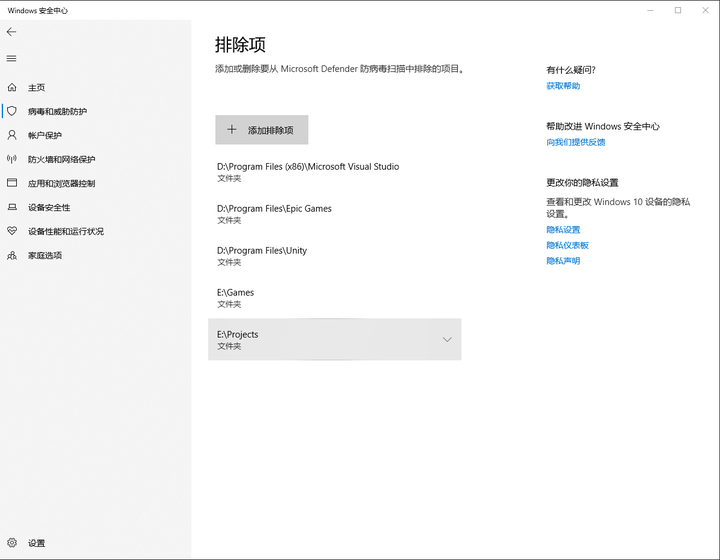 Windows 安全中心
主页
病毒和威胁防护
帐户保护
防火墙和网络保护
应用和浏览器控制
设备安全性
设备性能和运行状况
家庭选项
设置
排除项
添加或删除要从 Microsoft Defender 防病毒扫描中排除的项目。
添加排除项
D:\Program Files (x86)\Microsoft Visual Studio
文件夹
D:\Program Files\Epic Games
文件夹
D:\Program Files\Unity
文件夹
E:\Games
文件夹
E:\Projects
文件夹
有什么疑问?
获取帮助
帮助改进 Windows 安全中心
向我们提供反馈
更改你的隐私设置
查看和更改 Windows 10 设备的隐私
设置。
隐私设置
隐私仪表板
隐私声明